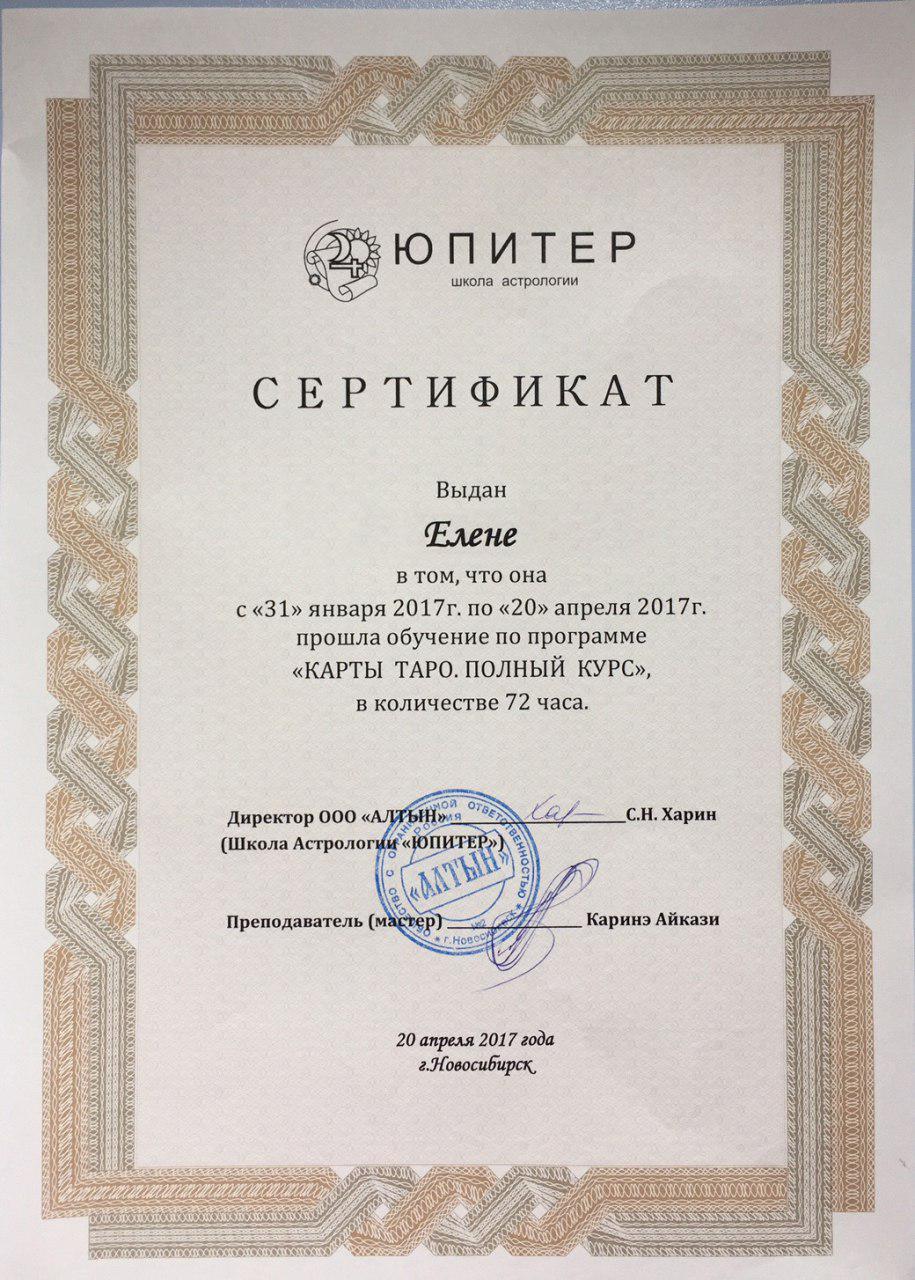 ЮПИТЕР
школа астрологии
СЕРТИФИКАТ
Выдан
Елене
в том, что она
с «31» января 2017г. по «20» апреля 2017г.
прошла обучение по программе
«КАРТЫ ТАРО. ПОЛНЫЙ КУРС»,
в количестве 72 часа.
Директор ООО «АЛТЫН» С.Н. Харин
(Школа Астрологии «ЮПИТЕР»)
ОБЩЕСТВО С ОГРАНИЧЕННОЙ ОТВЕТСТВЕННОСТЬЮ
РОССИЯ
«АЛТЫН»
№2
* г.Новосибирск *
Преподаватель (мастер) Каринэ Айкази
20 апреля 2017 года
г.Новосибирск